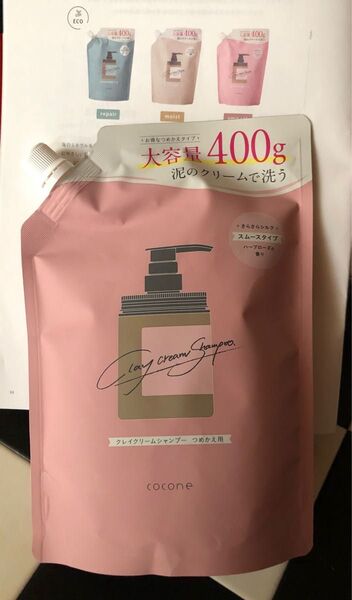 ECO
大容量400g
大容量400g
大容量400g
repair
moist
お得なつめかえタイプ
大容量400g
泥のクリームで洗う
さらさらシルク
スムースタイプ
ハーブローズの
香り
Clay cream Shampoo.
クレイクリームシャンプー つめかえ用
cocone